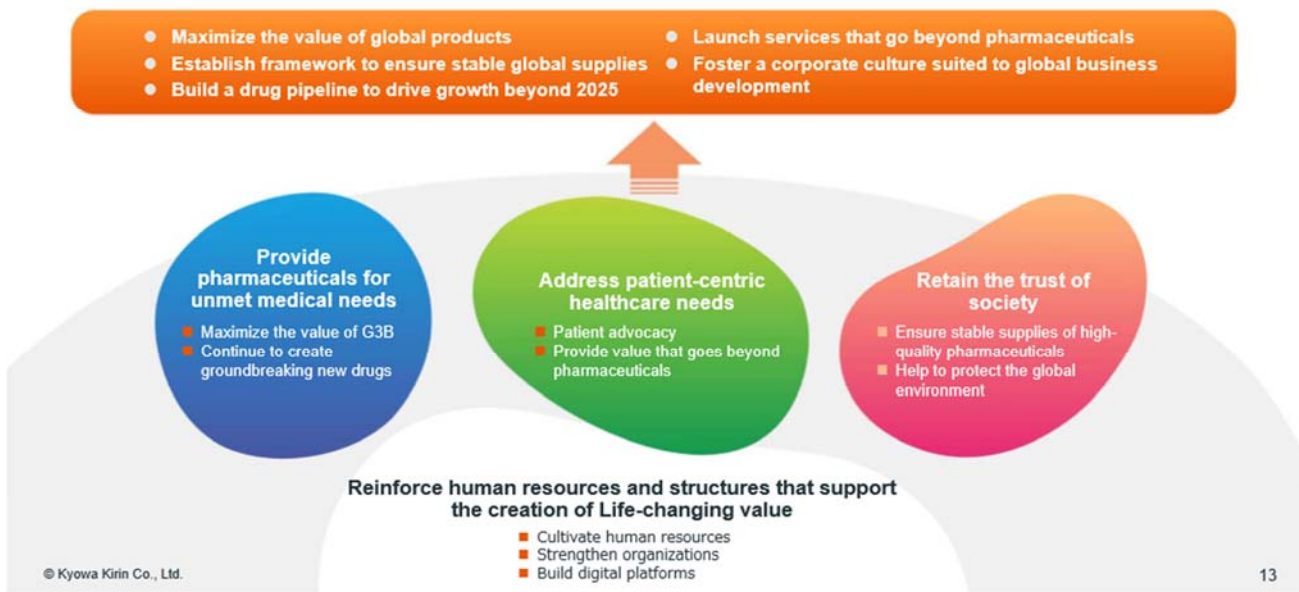 Maximize the value of global products
Establish framework to ensure stable global supplies
Build a drug pipeline to drive growth beyond 2025
Launch services that go beyond pharmaceuticals
Foster a corporate culture suited to global business
development
Provide
pharmaceuticals for
unmet medical needs
Maximize the value of G3B
Continue to create
groundbreaking new drugs
Address patient-centric
healthcare needs
Patient advocacy
Provide value that goes beyond
pharmaceuticals
Retain the trust of
society
Ensure stable supplies of high-
quality pharmaceuticals
Help to protect the global
environment
Reinforce human resources and structures that support
the creation of Life-changing value
Cultivate human resources
Strengthen organizations
Build digital platforms
© Kyowa Kirin Co., Ltd.
13